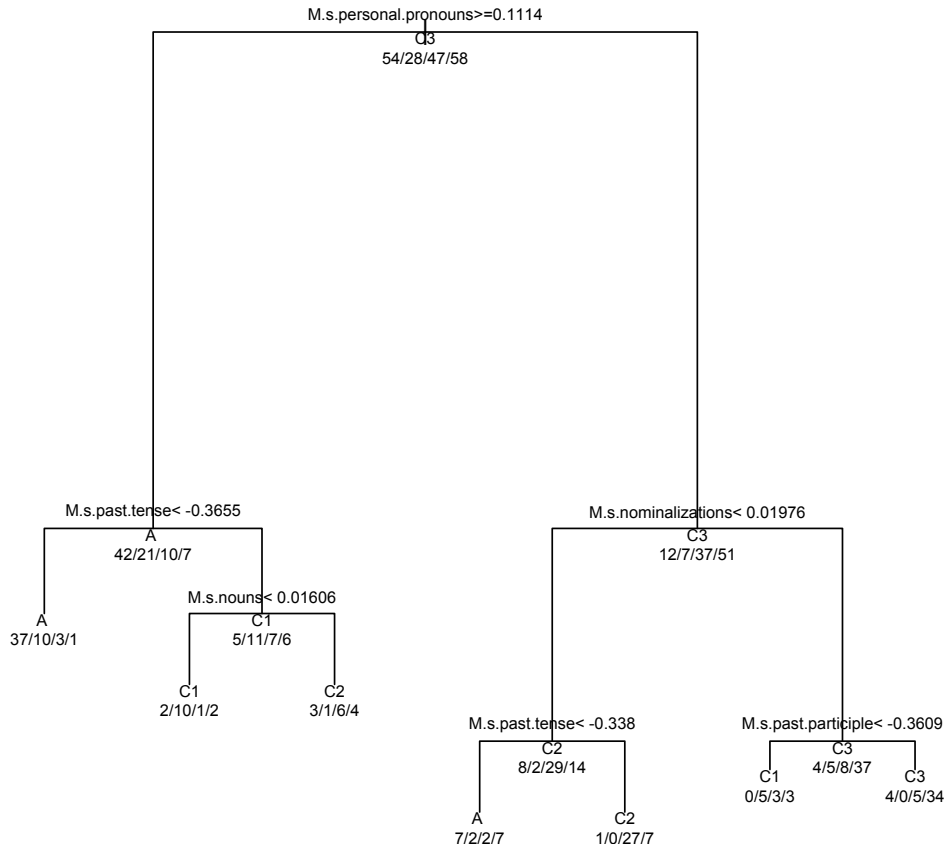 M.s.personal.pronouns>=0.1114
C3
54/28/47/58
M.s.past.tense< -0.3655
A
42/21/10/7
M.s.nominalizations< 0.01976
C3
12/7/37/51
A
37/10/3/1
M.s.nouns< 0.01606
C1
5/11/7/6
C1
2/10/1/2
C2
3/1/6/4
M.s.past.tense< -0.338
C2
8/2/29/14
M.s.past.participle< -0.3609
C3
4/5/8/37
A
7/2/2/7
C2
1/0/27/7
C1
0/5/3/3
C3
4/0/5/34